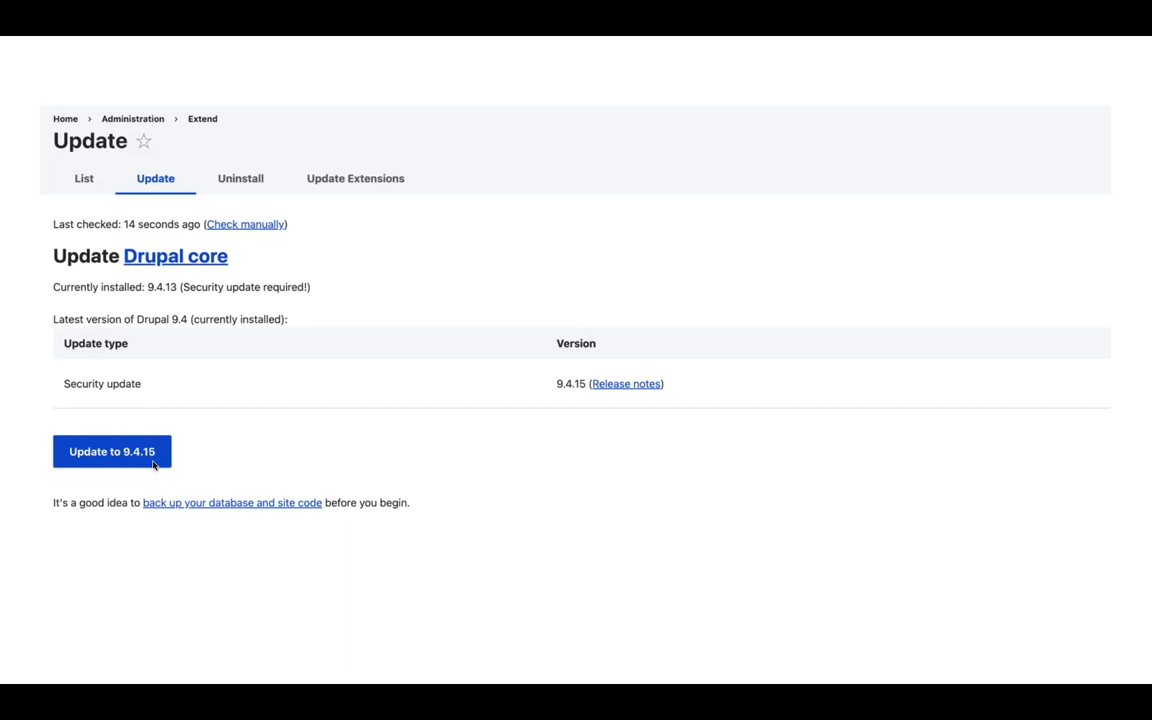 Home › Administration › Extend
Update
List Update Uninstall Update Extensions
Last checked: 14 seconds ago (Check manually)
Update Drupal core
Currently installed: 9.4.13 (Security update required!)
Latest version of Drupal 9.4 (currently installed):
Update type Version
Security update 9.4.15 (Release notes)
Update to 9.4.15
It's a good idea to back up your database and site code before you begin.